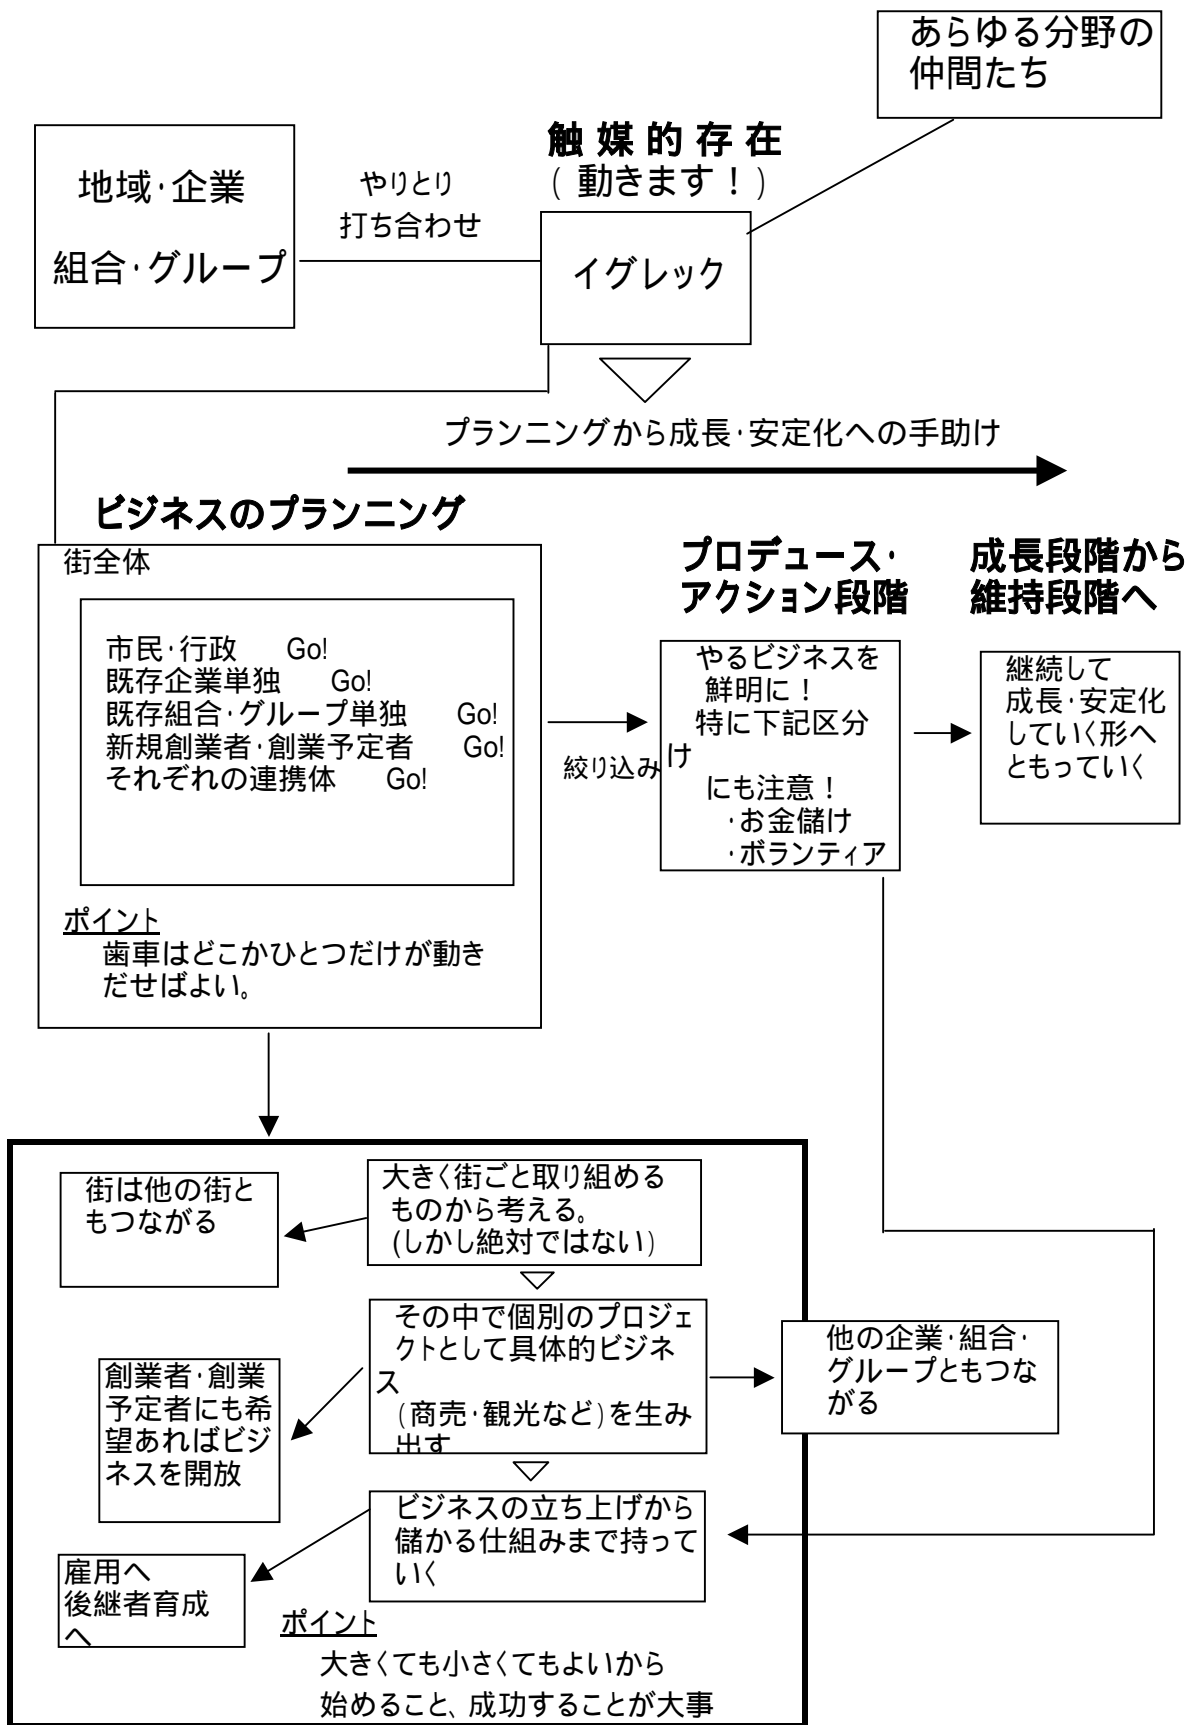 あらゆる分野の
仲間たち
触媒的存在
(動きます！)
地域・企業
組合・グループ
やりとり
打ち合わせ
イグレック
プランニングから成長・安定化への手助け
ビジネスのプランニング
街全体
市民・行政 Go!
既存企業単独 Go!
既存組合・グループ単独 Go!
新規創業者・創業予定者 Go!
それぞれの連携体 Go!
ポイント
歯車はどこかひとつだけが動き
だせばよい。
絞り込み
プロデュース・
アクション段階
やるビジネスを
鮮明に！
特に下記区分
け
にも注意！
・お金儲け
・ボランティア
成長段階から
維持段階へ
継続して
成長・安定化
していく形へ
ともっていく
街は他の街と
もつながる
大きく街ごと取り組める
ものから考える。
(しかし絶対ではない)
その中で個別のプロジェ
クトとして具体的ビジネ
ス
(商売・観光など)を生み
出す
創業者・創業
予定者にも希
望あればビジ
ネスを開放
他の企業・組合・
グループともつな
がる
ビジネスの立ち上げから
儲かる仕組みまで持って
いく
雇用へ
後継者育成
へ
ポイント
大きくても小さくてもよいから
始めること、成功することが大事